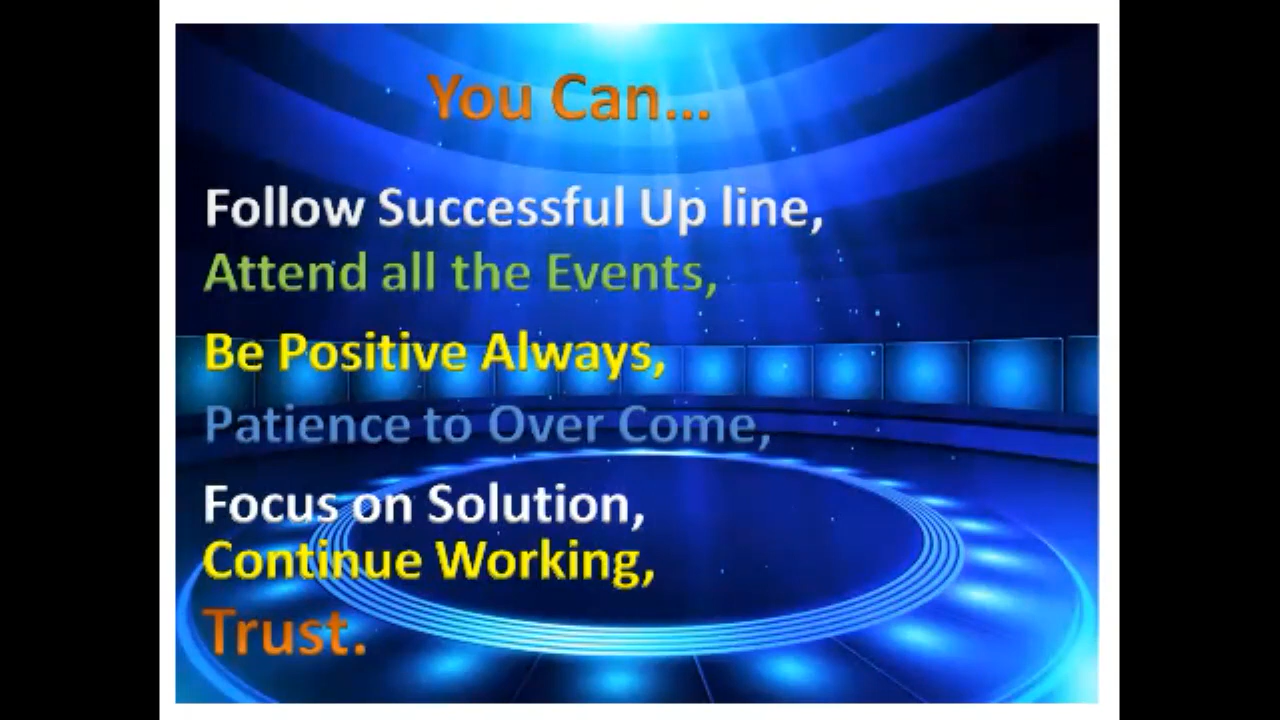 You Can...
Follow Successful Up line,
Attend all the Events,
Be Positive Always,
Patience to Over Come,
Focus on Solution,
Continue Working,
Trust.